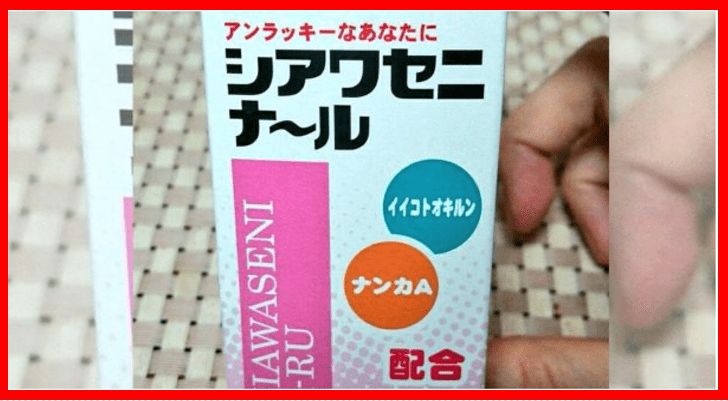 アンラッキーなあなたに
シアワセニ
ナ〜ル
イイコトオキルン
ナンカA
IAWASENI
-RU
配合